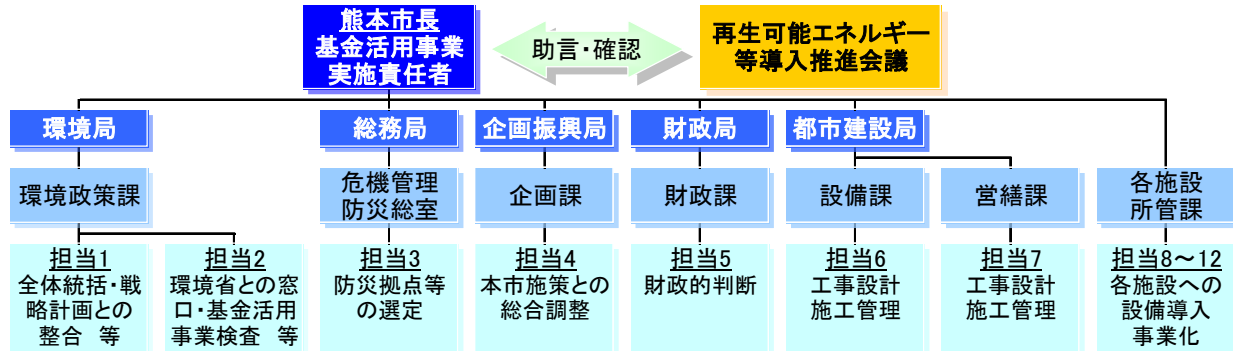 熊本市長
基金活用事業
実施責任者
助言・確認
再生可能エネルギー
等導入推進会議
環境局
総務局
企画振興局
財政局
都市建設局
環境政策課
危機管理
防災総室
企画課
財政課
設備課
営繕課
各施設
所管課
担当1
全体統括・戦
略計画との
整合 等
担当2
環境省との窓
口・基金活用
事業検査 等
担当3
防災拠点等
の選定
担当4
本市施策との
総合調整
担当5
財政的判断
担当6
工事設計
施工管理
担当7
工事設計
施工管理
担当8～12
各施設への
設備導入
事業化